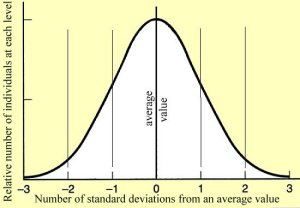 Relative number of individuals at each level
average
value
−3
−2
−1
0
1
2
3
Number of standard deviations from an average value